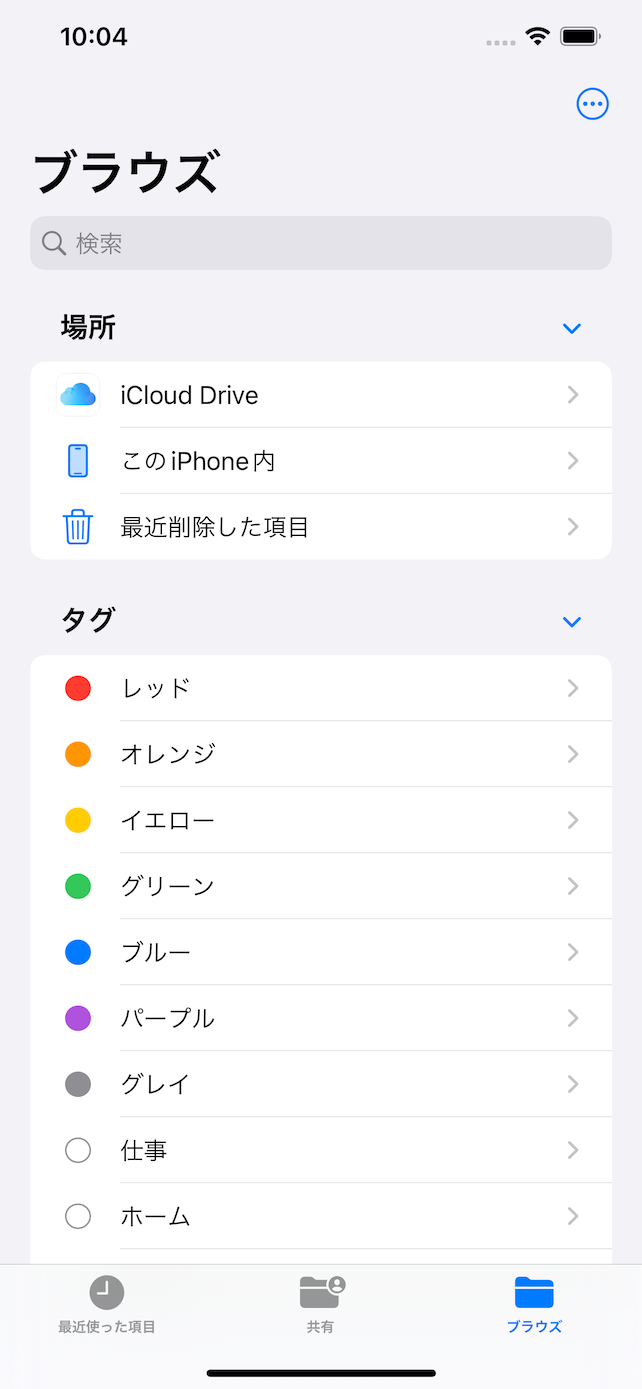 10:04
ブラウズ
検索
場所
iCloud Drive
このiPhone内
最近削除した項目
タグ
レッド
オレンジ
イエロー
グリーン
ブルー
パープル
グレイ
仕事
ホーム
最近使った項目
共有
ブラウズ